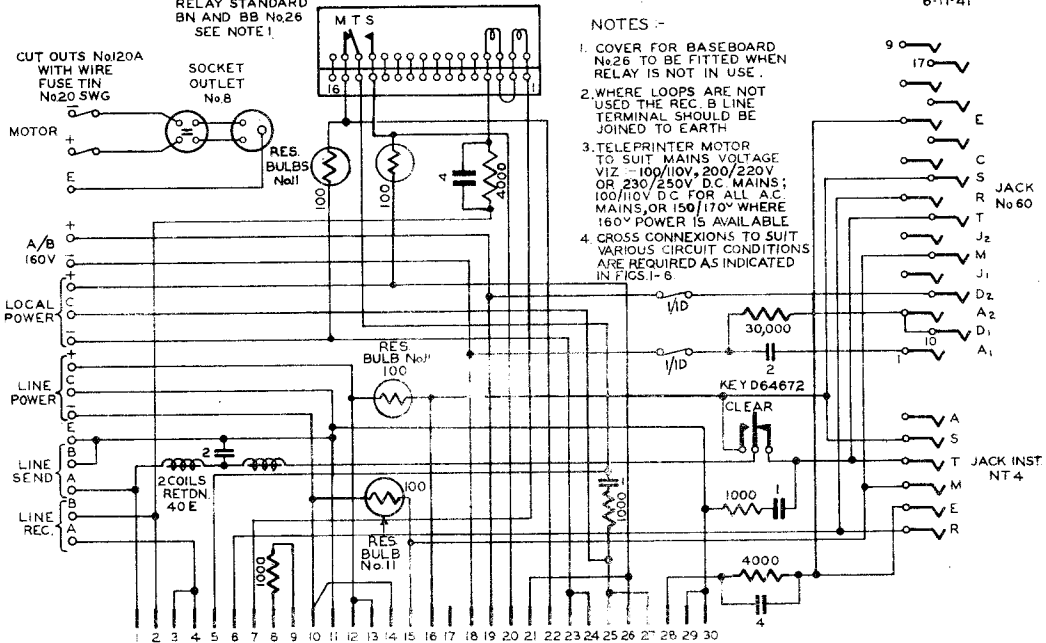 RELAY STANDARD
BN AND BB No.26
SEE NOTE 1
M T S
16
1
6-11-41
CUT OUTS No.120A
WITH WIRE
FUSE TIN
No.20 SWG
SOCKET
OUTLET
No.8
MOTOR
–
+
E
=
RES.
BULBS
No.11
100
100
4
4000
NOTES :-
1. COVER FOR BASEBOARD
No.26 TO BE FITTED WHEN
RELAY IS NOT IN USE.
2. WHERE LOOPS ARE NOT
USED THE REC. B LINE
TERMINAL SHOULD BE
JOINED TO EARTH
3. TELEPRINTER MOTOR
TO SUIT MAINS VOLTAGE
VIZ :- 100/110V, 200/220V
OR 230/250V D.C. MAINS;
100/110V D.C FOR ALL A.C.
MAINS, OR 150/170V WHERE
160V POWER IS AVAILABLE
4. CROSS CONNEXIONS TO SUIT
VARIOUS CIRCUIT CONDITIONS
ARE REQUIRED AS INDICATED
IN FIGS. 1-6.
9
17
E
C
S
R
T
J2
M
J1
D2
A2
10 D1
1 A1
JACK
No 60
A/B
160V
+
–
LOCAL
POWER
+
C
–
LINE
POWER
+
C
–
E
LINE
SEND
B
A
LINE
REC.
B
A
1/1D
30,000
1/1D
2
RES.
BULB No.11
100
KEY D64672
CLEAR
2
2 COILS
RETDN.
40E
100
RES.
BULB
No.11
1000
1
1000
1000
1
4000
4
A
S
T
M
E
R
JACK INST.
NT 4
1 2 3 4 5 6 7 8 9 10 11 12 13 14 15 16 17 18 19 20 21 22 23 24 25 26 27 28 29 30